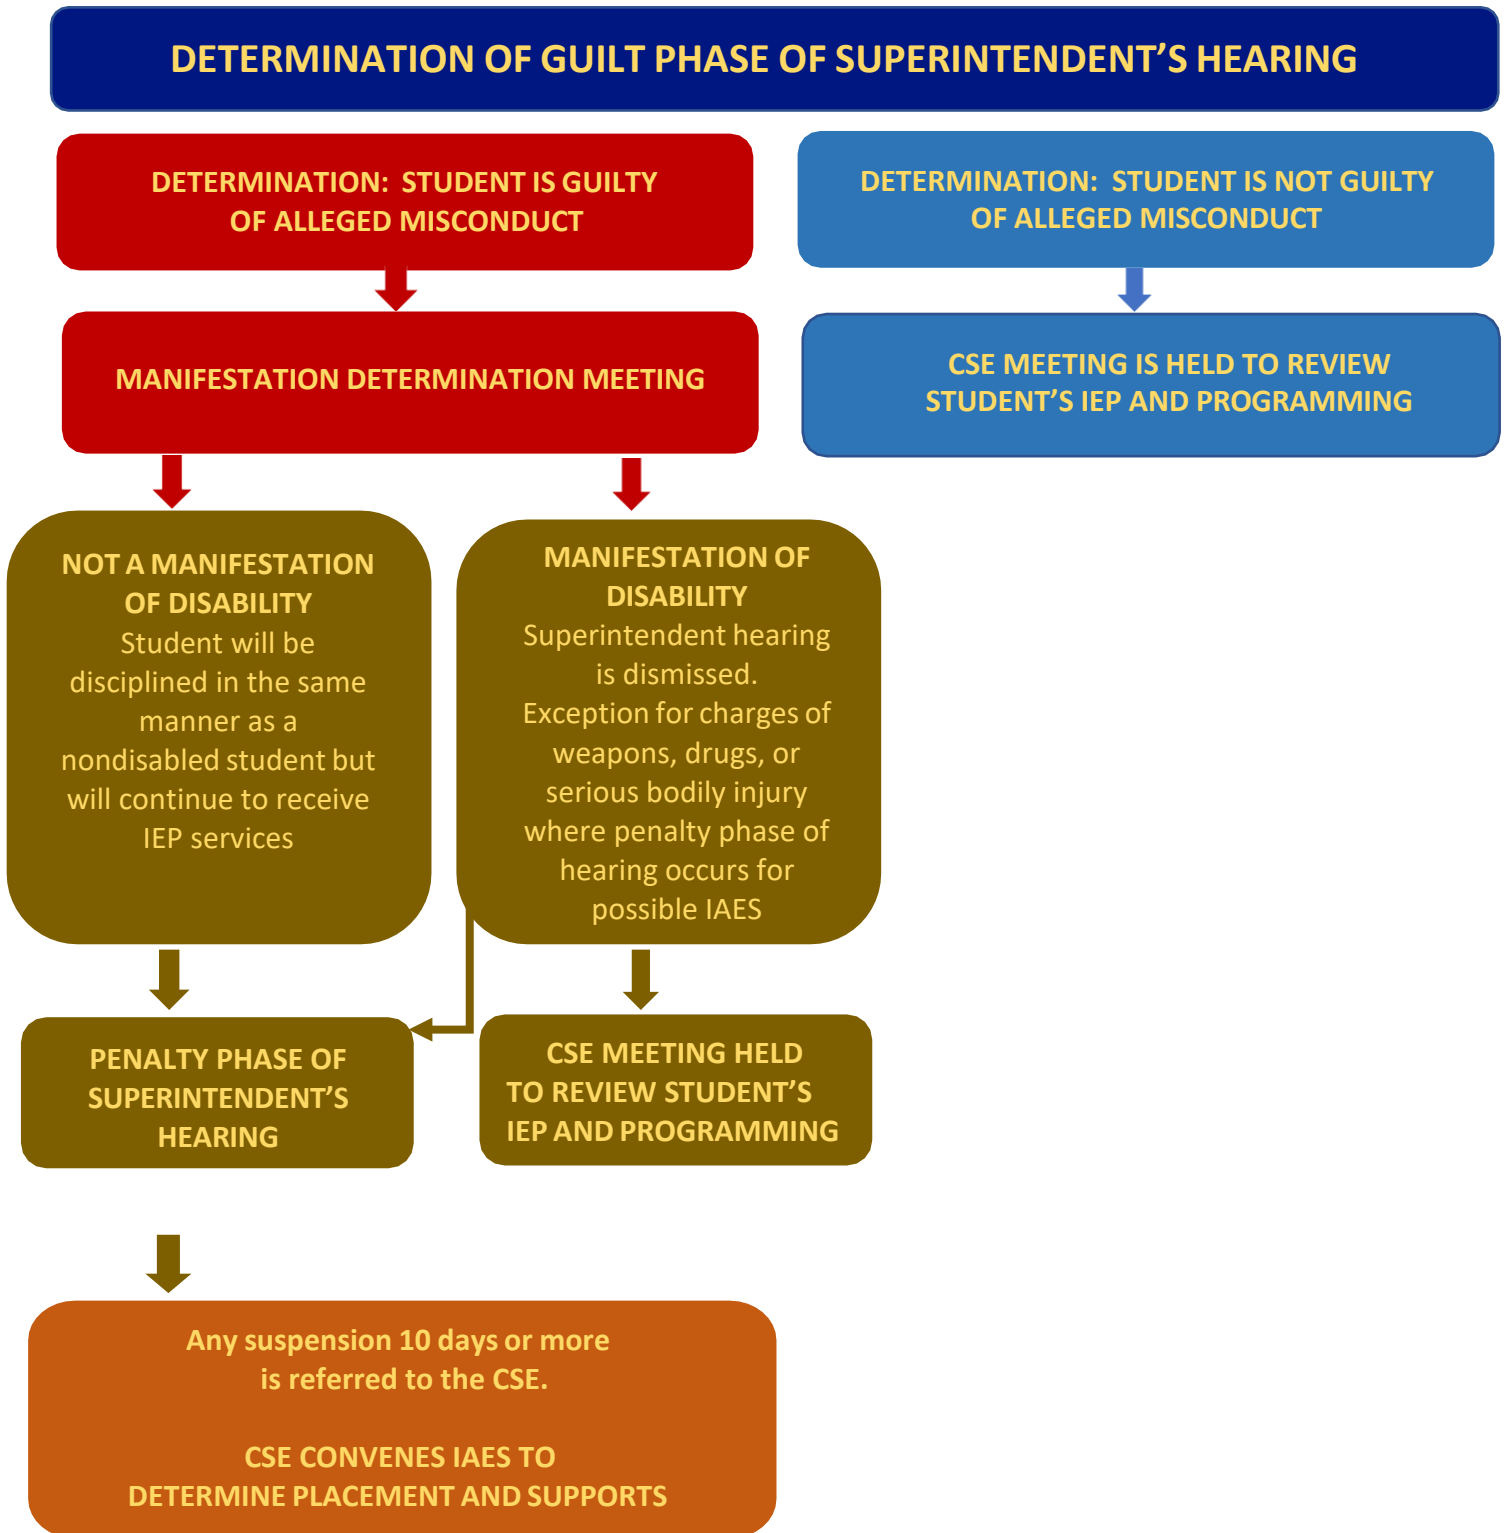 DETERMINATION OF GUILT PHASE OF SUPERINTENDENT’S HEARING
DETERMINATION: STUDENT IS GUILTY
OF ALLEGED MISCONDUCT
DETERMINATION: STUDENT IS NOT GUILTY
OF ALLEGED MISCONDUCT
MANIFESTATION DETERMINATION MEETING
CSE MEETING IS HELD TO REVIEW
STUDENT’S IEP AND PROGRAMMING
NOT A MANIFESTATION
OF DISABILITY
Student will be
disciplined in the same
manner as a
nondisabled student but
will continue to receive
IEP services
MANIFESTATION OF
DISABILITY
Superintendent hearing
is dismissed.
Exception for charges of
weapons, drugs, or
serious bodily injury
where penalty phase of
hearing occurs for
possible IAES
PENALTY PHASE OF
SUPERINTENDENT’S
HEARING
CSE MEETING HELD
TO REVIEW STUDENT’S
IEP AND PROGRAMMING
Any suspension 10 days or more
is referred to the CSE.
CSE CONVENES IAES TO
DETERMINE PLACEMENT AND SUPPORTS